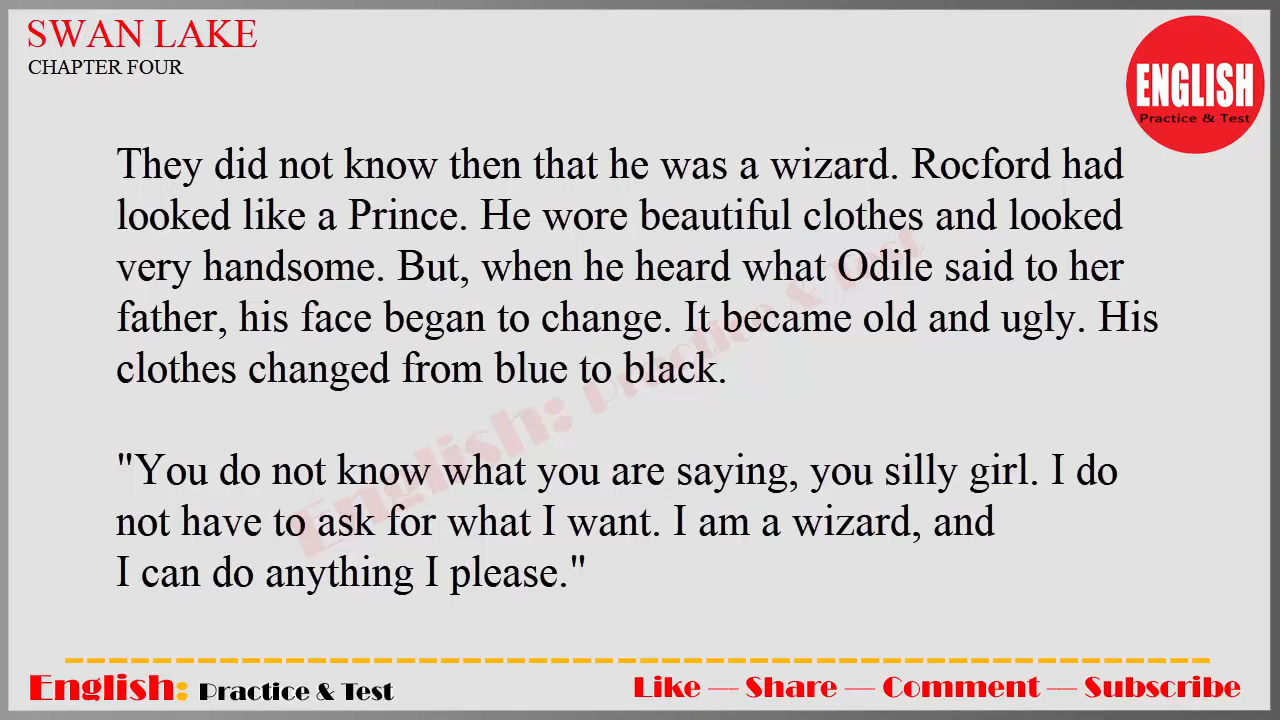 SWAN LAKE
CHAPTER FOUR
ENGLISH
Practice & Test
They did not know then that he was a wizard. Rocford had
looked like a Prince. He wore beautiful clothes and looked
very handsome. But, when he heard what Odile said to her
father, his face began to change. It became old and ugly. His
clothes changed from blue to black.
"You do not know what you are saying, you silly girl. I do
not have to ask for what I want. I am a wizard, and
I can do anything I please."
English: Practice & Test
English: Practice & Test
Like — Share — Comment — Subscribe